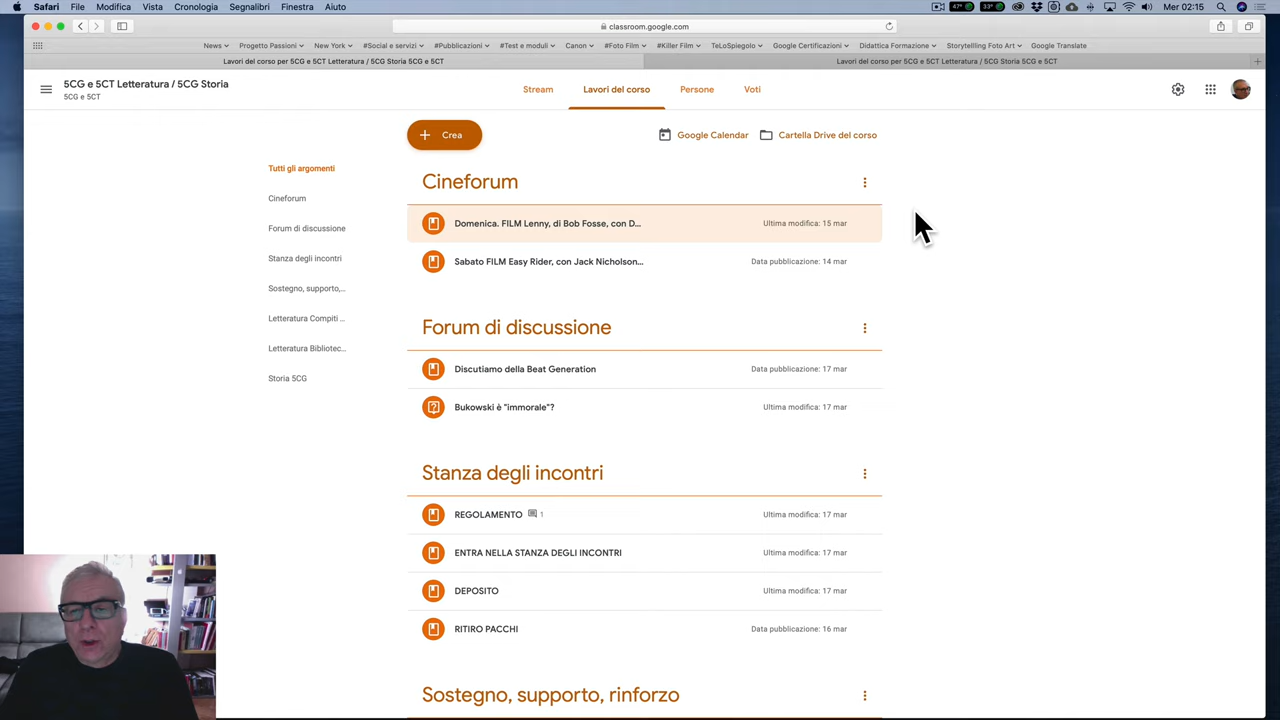 Safari File Modifica Vista Cronologia Segnalibri Finestra Aiuto 47° 33° Mar 02:15
classroom.google.com
News Progetto Passioni New York #Social e servizi #Pubblicazioni #Test e moduli Canon #Foto Film #Killer Film TeLoSpiegolo Google Certificazioni Didattica Formazione Storytelling Foto Art Google Translate
Lavori del corso per 5CG e 5CT Letteratura / 5CG Storia 5CG e 5CT Lavori del corso per 5CG e 5CT Letteratura / 5CG Storia 5CG e 5CT
5CG e 5CT Letteratura / 5CG Storia
5CG e 5CT
Stream Lavori del corso Persone Voti
Crea
Google Calendar Cartella Drive del corso
Tutti gli argomenti
Cineforum
Forum di discussione
Stanza degli incontri
Sostegno, supporto,...
Letteratura Compiti ...
Letteratura Bibliotec...
Storia 5CG
Cineforum
Domenica. FILM Lenny, di Bob Fosse, con D... Ultima modifica: 15 mar
Sabato FILM Easy Rider, con Jack Nicholson... Data pubblicazione: 14 mar
Forum di discussione
Discutiamo della Beat Generation Data pubblicazione: 17 mar
Bukowski è "immorale"? Ultima modifica: 17 mar
Stanza degli incontri
REGOLAMENTO 1 Ultima modifica: 17 mar
ENTRA NELLA STANZA DEGLI INCONTRI Ultima modifica: 17 mar
DEPOSITO Ultima modifica: 17 mar
RITIRO PACCHI Data pubblicazione: 16 mar
Sostegno, supporto, rinforzo